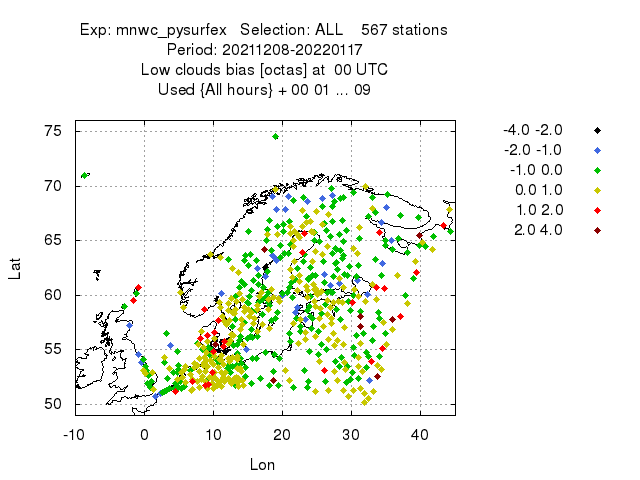 Exp: mnwc_pysurfex   Selection: ALL    567 stations
Period: 20211208-20220117
Low clouds bias [octas] at  00 UTC
Used {All hours} + 00 01 ... 09
75
70
65
60
55
50
-10 0 10 20 30 40
Lat
Lon
-4.0 -2.0
-2.0 -1.0
-1.0 0.0
0.0 1.0
1.0 2.0
2.0 4.0